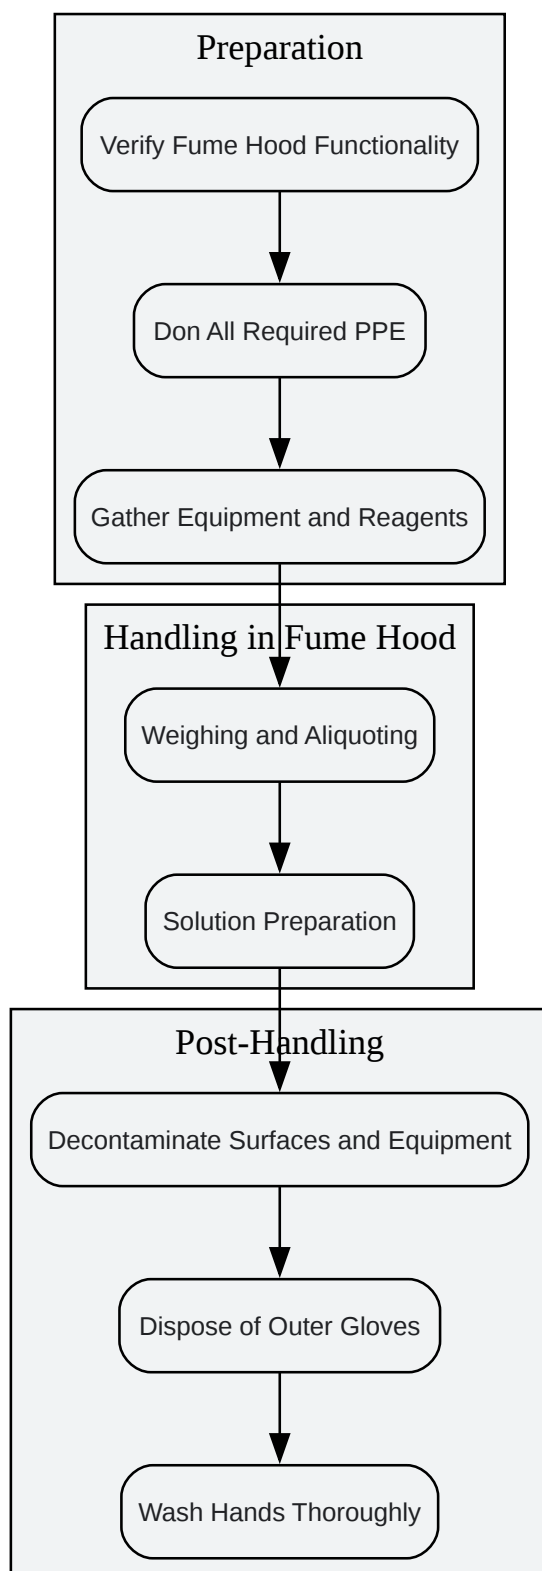 Preparation
Verify Fume Hood Functionality
Don All Required PPE
Gather Equipment and Reagents
Handling in Fume Hood
Weighing and Aliquoting
Solution Preparation
Post-Handling
Decontaminate Surfaces and Equipment
Dispose of Outer Gloves
Wash Hands Thoroughly